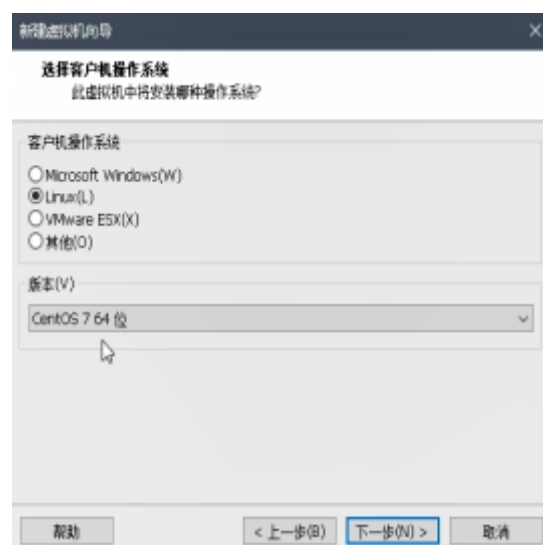 新建虚拟机向导
选择客户机操作系统
此虚拟机中将安装哪种操作系统?
客户机操作系统
Microsoft Windows(W)
Linux(L)
VMware ESX(X)
其他(O)
版本(V)
CentOS 7 64 位
帮助
< 上一步(B)
下一步(N) >
取消